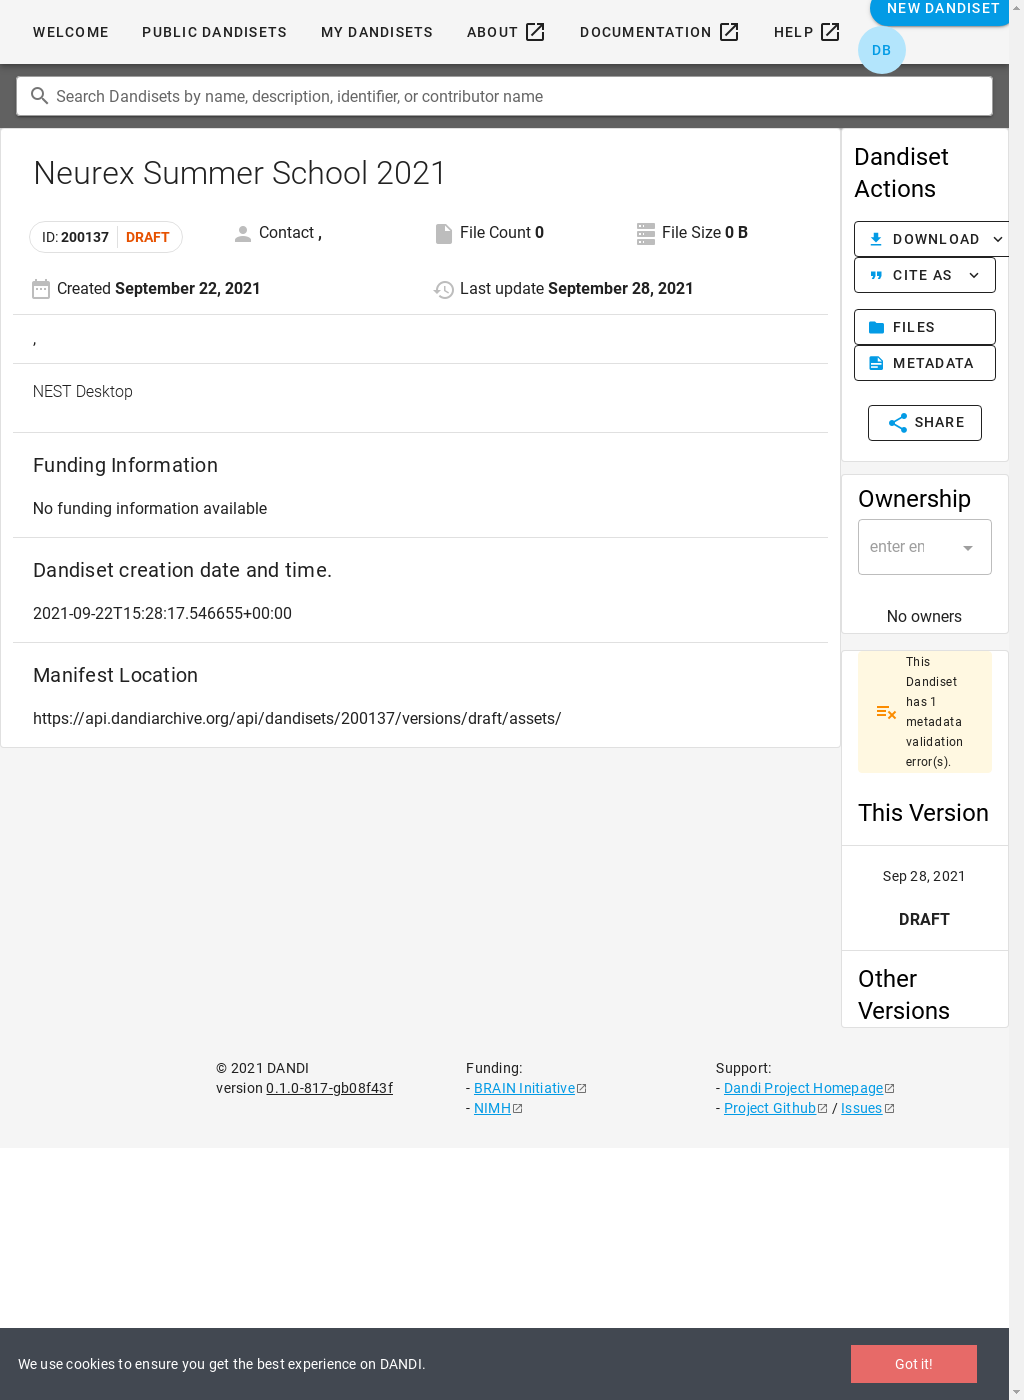 WELCOME
PUBLIC DANDISETS
MY DANDISETS
ABOUT
DOCUMENTATION
HELP
NEW DANDISET
DB
Search Dandisets by name, description, identifier, or contributor name
Neurex Summer School 2021
ID: 200137 DRAFT
Contact ,
File Count 0
File Size 0 B
Created September 22, 2021
Last update September 28, 2021
,
NEST Desktop
Funding Information
No funding information available
Dandiset creation date and time.
2021-09-22T15:28:17.546655+00:00
Manifest Location
https://api.dandiarchive.org/api/dandisets/200137/versions/draft/assets/
Dandiset
Actions
DOWNLOAD
CITE AS
FILES
METADATA
SHARE
Ownership
enter en
No owners
This
Dandiset
has 1
metadata
validation
error(s).
This Version
Sep 28, 2021
DRAFT
Other
Versions
© 2021 DANDI
version 0.1.0-817-gb08f43f
Funding:
- BRAIN Initiative
- NIMH
Support:
- Dandi Project Homepage
- Project Github / Issues
We use cookies to ensure you get the best experience on DANDI.
Got it!